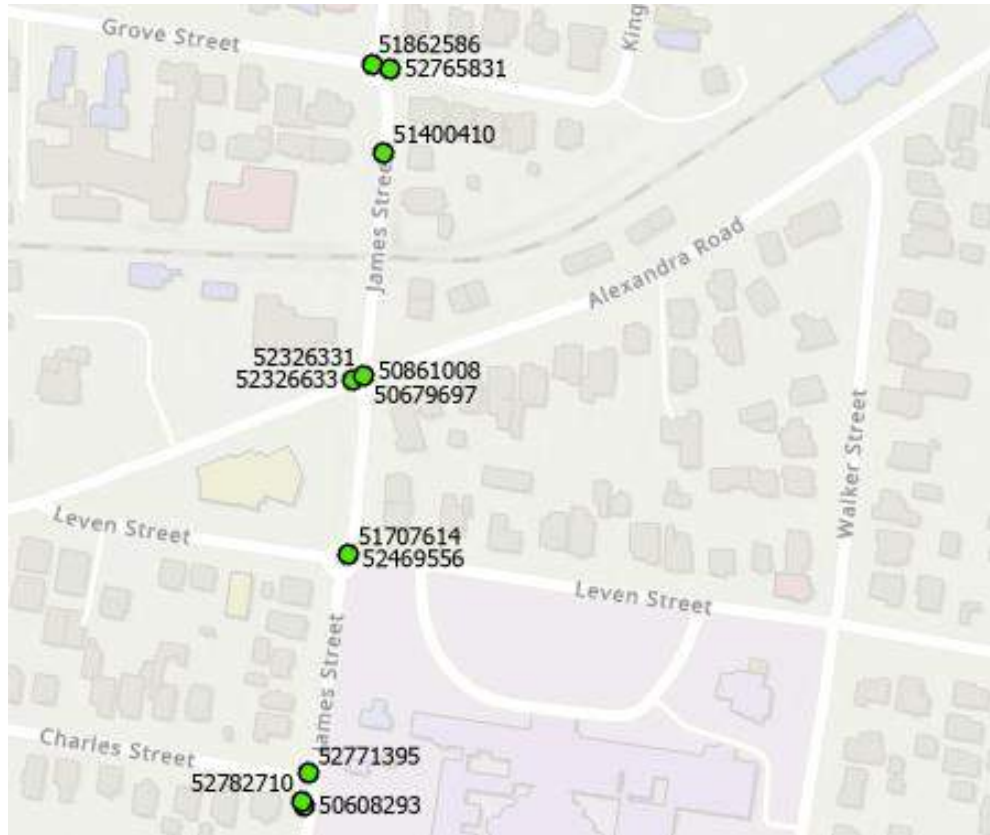 Grove Street
King
51862586
52765831
51400410
James Street
Alexandra Road
52326331
50861008
52326633
50679697
Walker Street
Leven Street
51707614
52469556
Leven Street
James Street
Charles Street
52771395
52782710
50608293